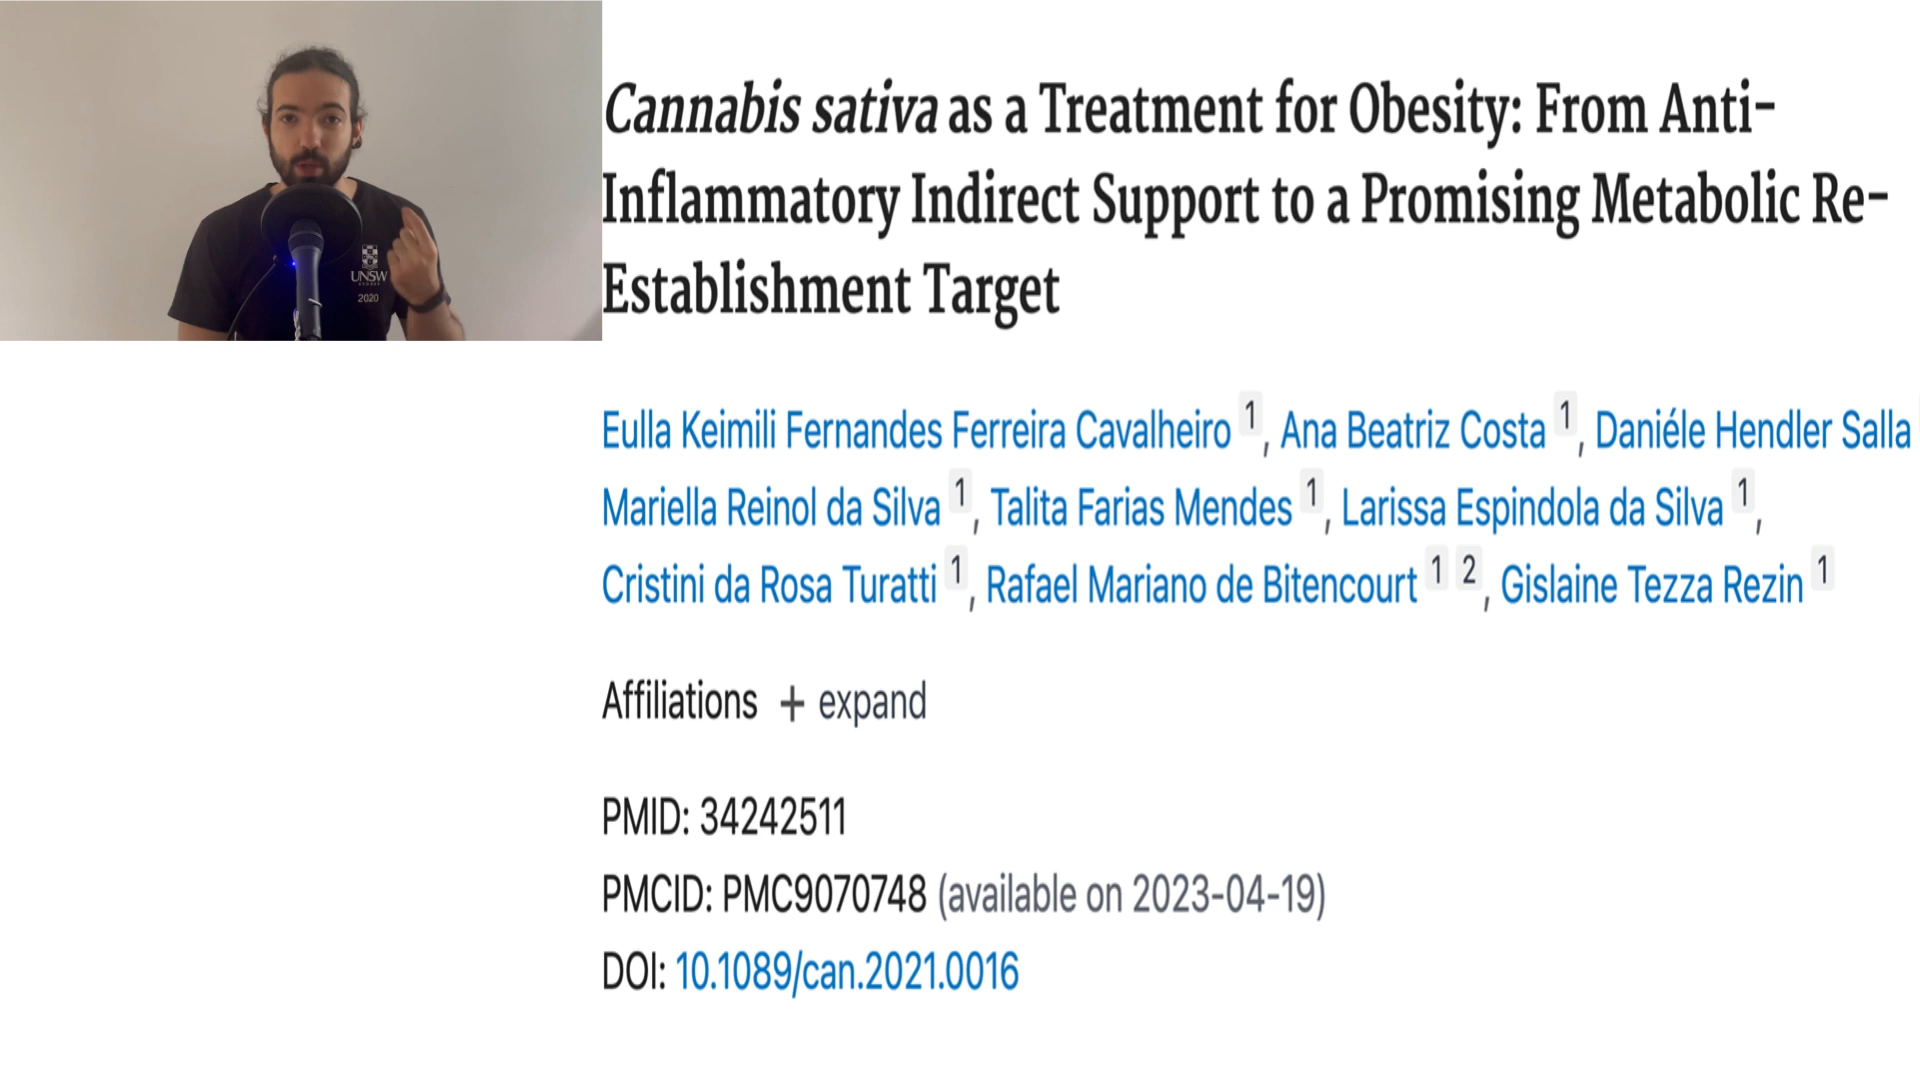 UNSW
SYDNEY
2020
Cannabis sativa as a Treatment for Obesity: From Anti-
Inflammatory Indirect Support to a Promising Metabolic Re-
Establishment Target
Eulla Keimili Fernandes Ferreira Cavalheiro 1, Ana Beatriz Costa 1, Daniéle Hendler Salla
Mariella Reinol da Silva 1, Talita Farias Mendes 1, Larissa Espindola da Silva 1,
Cristini da Rosa Turatti 1, Rafael Mariano de Bitencourt 1 2, Gislaine Tezza Rezin 1
Affiliations + expand
PMID: 34242511
PMCID: PMC9070748 (available on 2023-04-19)
DOI: 10.1089/can.2021.0016